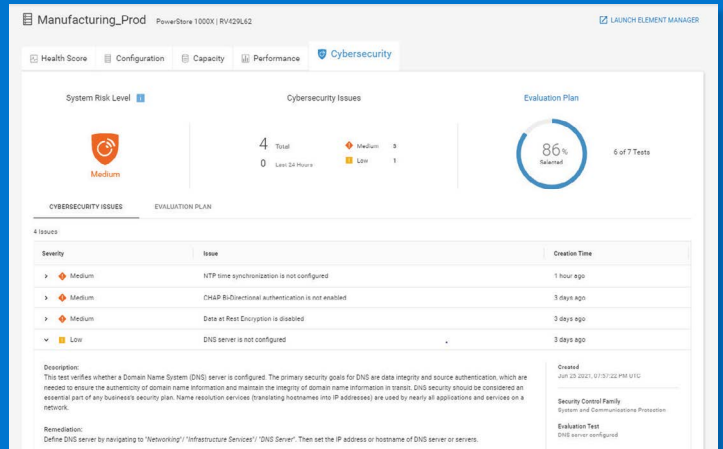 Manufacturing_Prod PowerStore 1000X | RV429L62
LAUNCH ELEMENT MANAGER
Health Score Configuration Capacity Performance Cybersecurity
System Risk Level i
Cybersecurity Issues
Evaluation Plan
Medium
4 Total
0 Last 24 Hours
Medium 3
Low 1
86%
Selected
6 of 7 Tests
CYBERSECURITY ISSUES EVALUATION PLAN
4 Issues
Severity Issue Creation Time
Medium NTP time synchronization is not configured 1 hour ago
Medium CHAP Bi-Directional authentication is not enabled 3 days ago
Medium Data at Rest Encryption is disabled 3 days ago
Low DNS server is not configured 3 days ago
Description:
This test verifies whether a Domain Name System (DNS) server is configured. The primary security goals for DNS are data integrity and source authentication, which are
needed to ensure the authenticity of domain name information and maintain the integrity of domain name information in transit. DNS security should be considered an
essential part of any business's security plan. Name resolution services (translating hostnames into IP addresses) are used by nearly all applications and services on a
network.
Remediation:
Define DNS server by navigating to "Networking"/ "Infrastructure Services"/ "DNS Server". Then set the IP address or hostname of DNS server or servers.
Created
Jun 25 2021, 07:57:22 PM UTC
Security Control Family
System and Communications Protection
Evaluation Test
DNS server configured